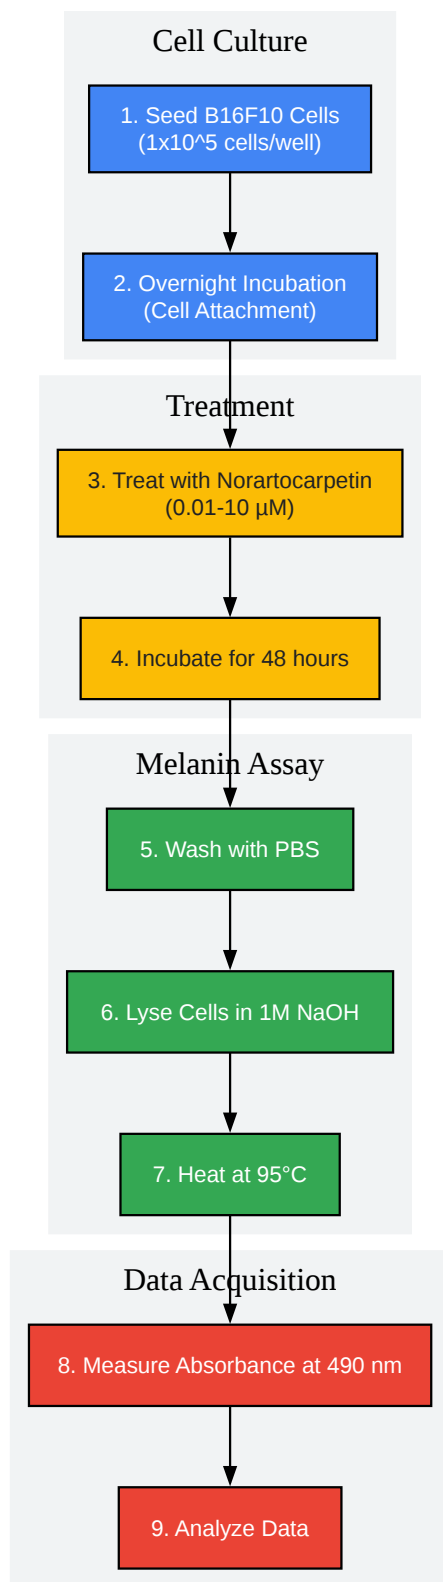 Cell Culture
1. Seed B16F10 Cells
(1x10^5 cells/well)
2. Overnight Incubation
(Cell Attachment)
Treatment
3. Treat with Norartocarpetin
(0.01-10 µM)
4. Incubate for 48 hours
Melanin Assay
5. Wash with PBS
6. Lyse Cells in 1M NaOH
7. Heat at 95°C
Data Acquisition
8. Measure Absorbance at 490 nm
9. Analyze Data